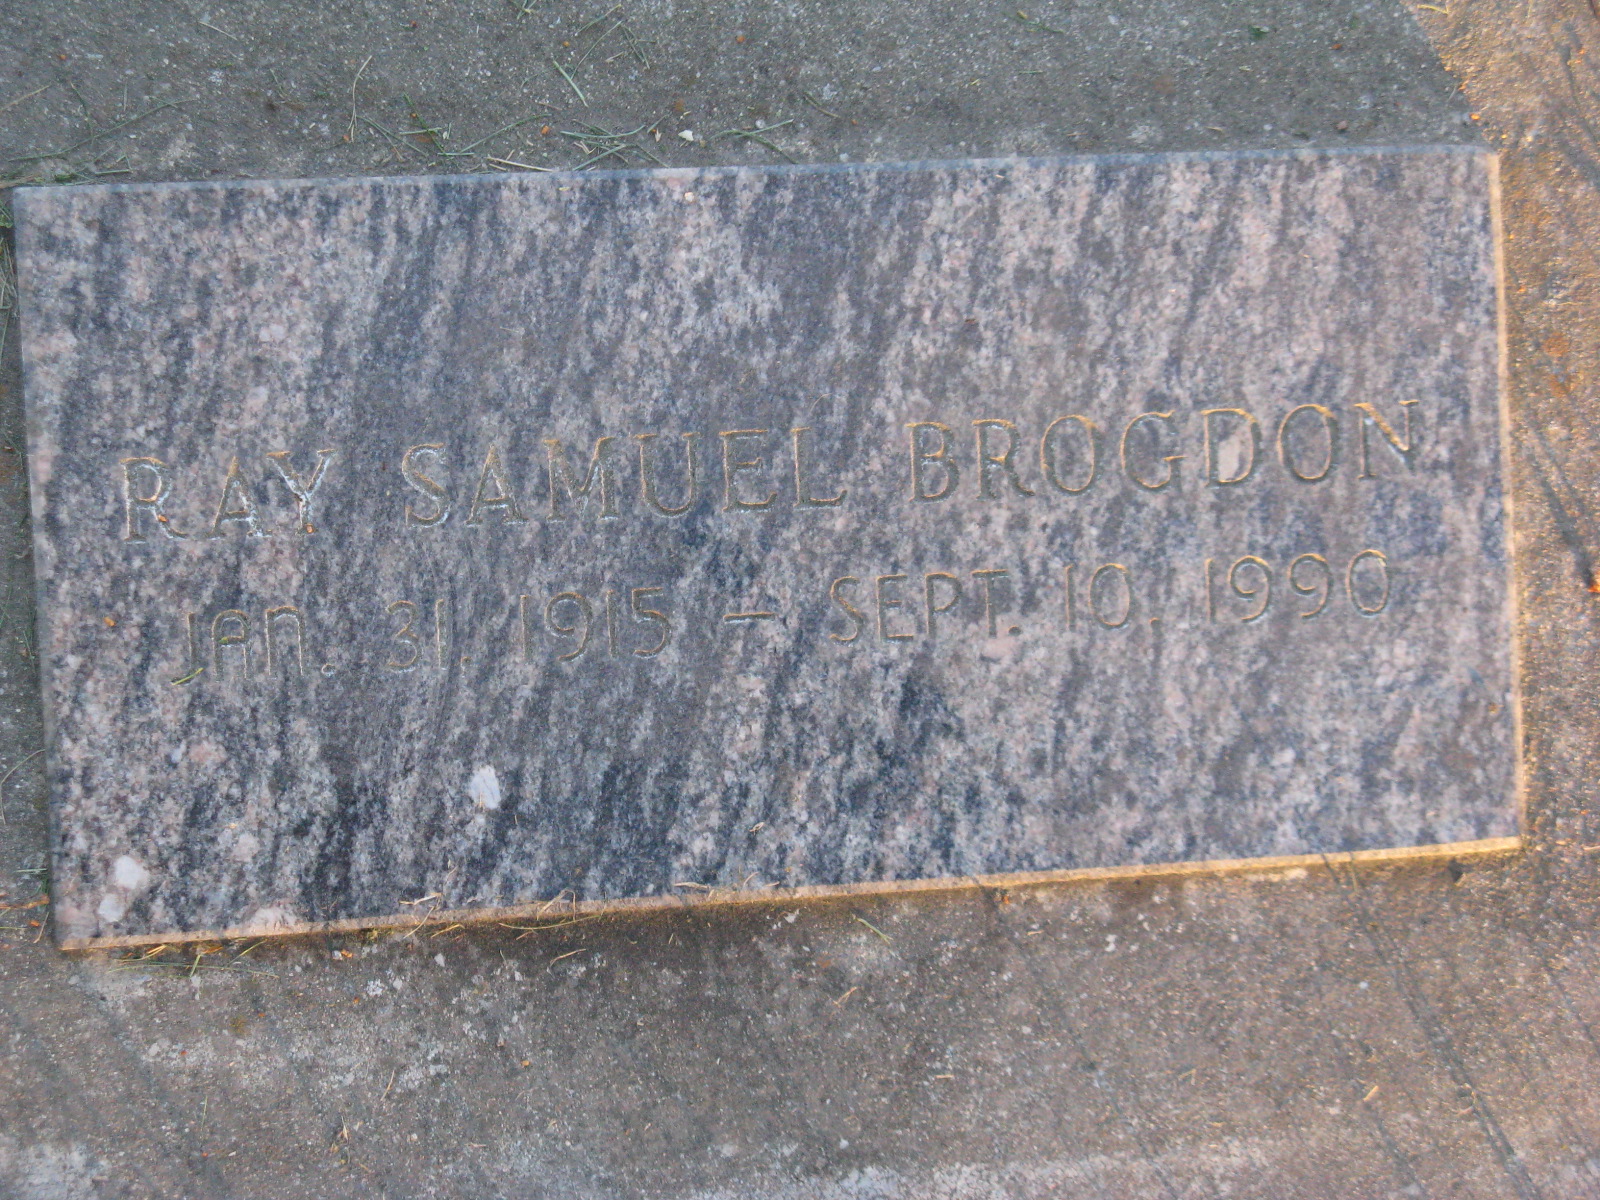 RAY SAMUEL BROGDON
Jan. 31, 1915 — SEPT. 10, 1990